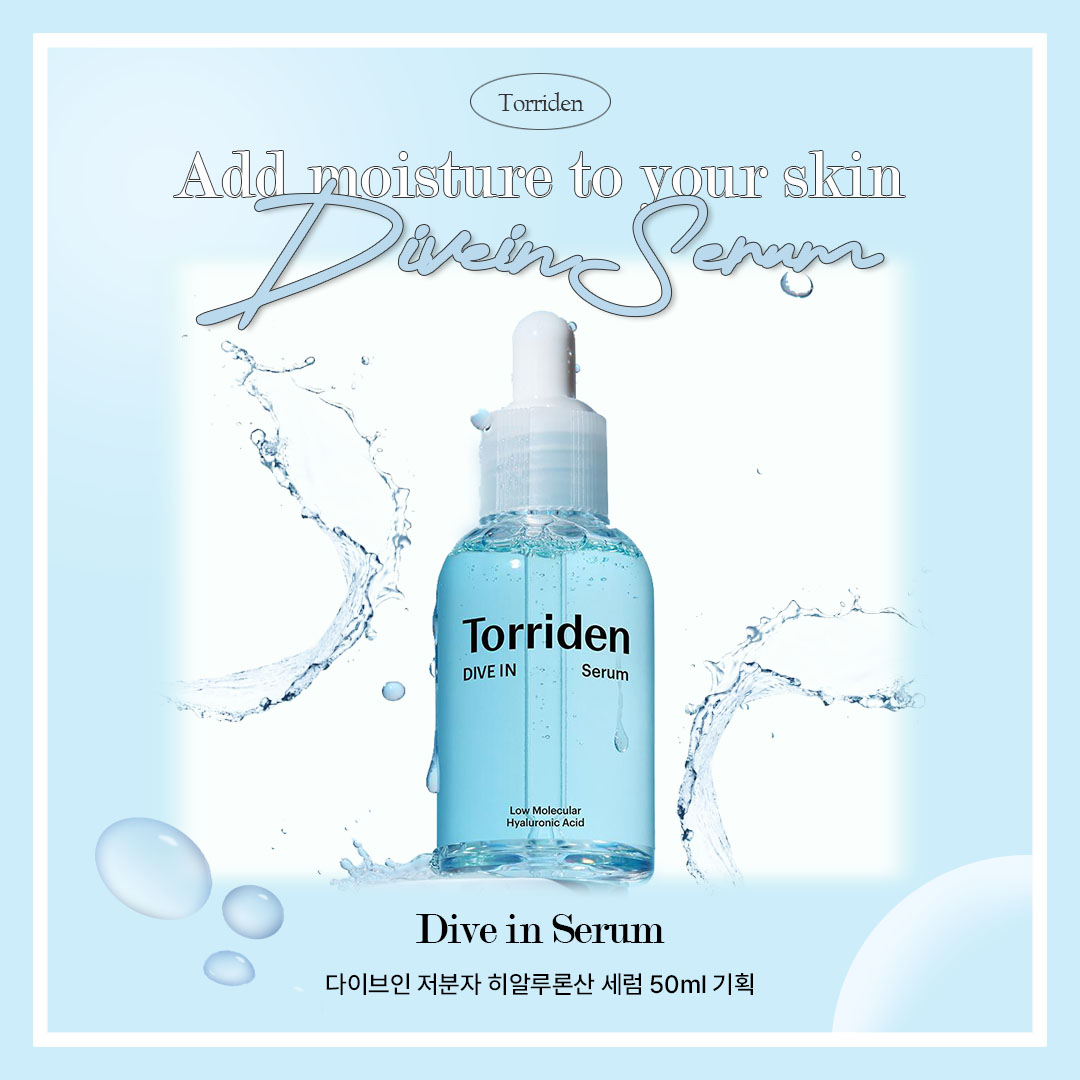 Torriden
Add moisture to your skin
Divein Serum
Torriden
DIVE IN Serum
Low Molecular
Hyaluronic Acid
Dive in Serum
다이브인 저분자 히알루론산 세럼 50ml 기획